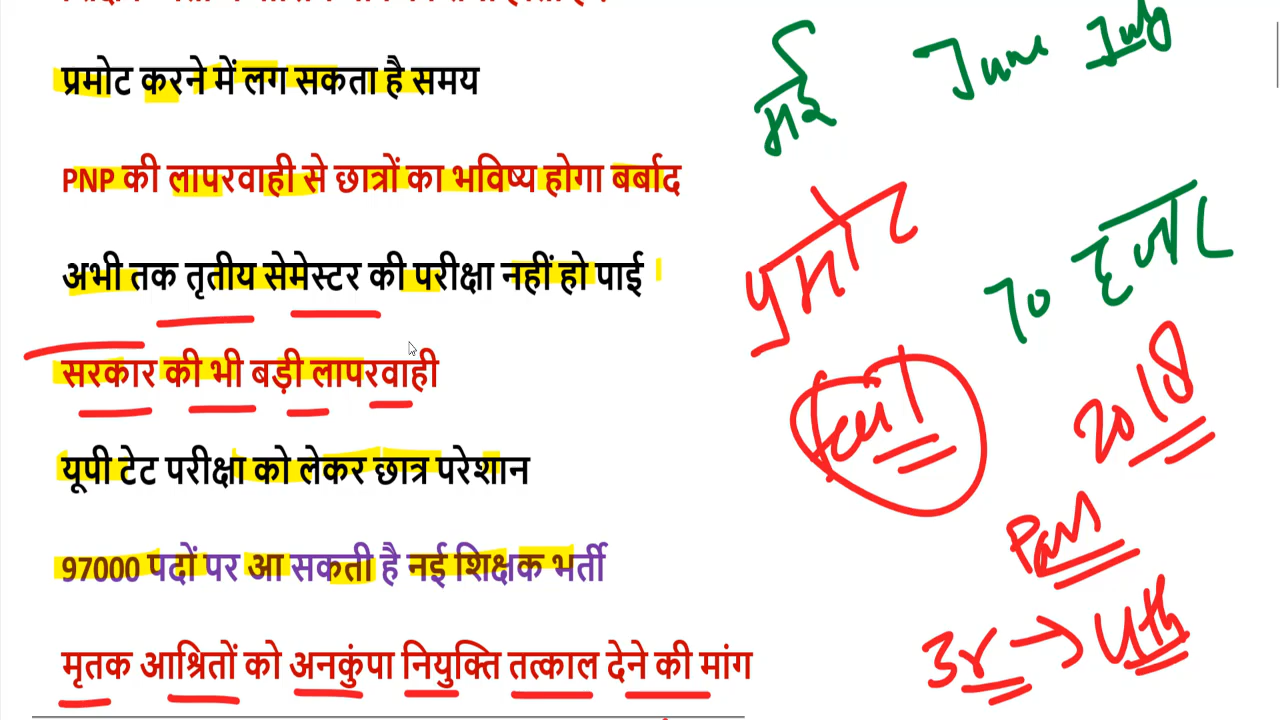 प्रमोट करने में लग सकता है समय
PNP की लापरवाही से छात्रों का भविष्य होगा बर्बाद
अभी तक तृतीय सेमेस्टर की परीक्षा नहीं हो पाई
सरकार की भी बड़ी लापरवाही
यूपी टेट परीक्षा को लेकर छात्र परेशान
97000 पदों पर आ सकती है नई शिक्षक भर्ती
मृतक आश्रितों को अनकुंपा नियुक्ति तत्काल देने की मांग
मई June July
प्रमोट
70 हजार
fail
2018
Pass
3r → 4th